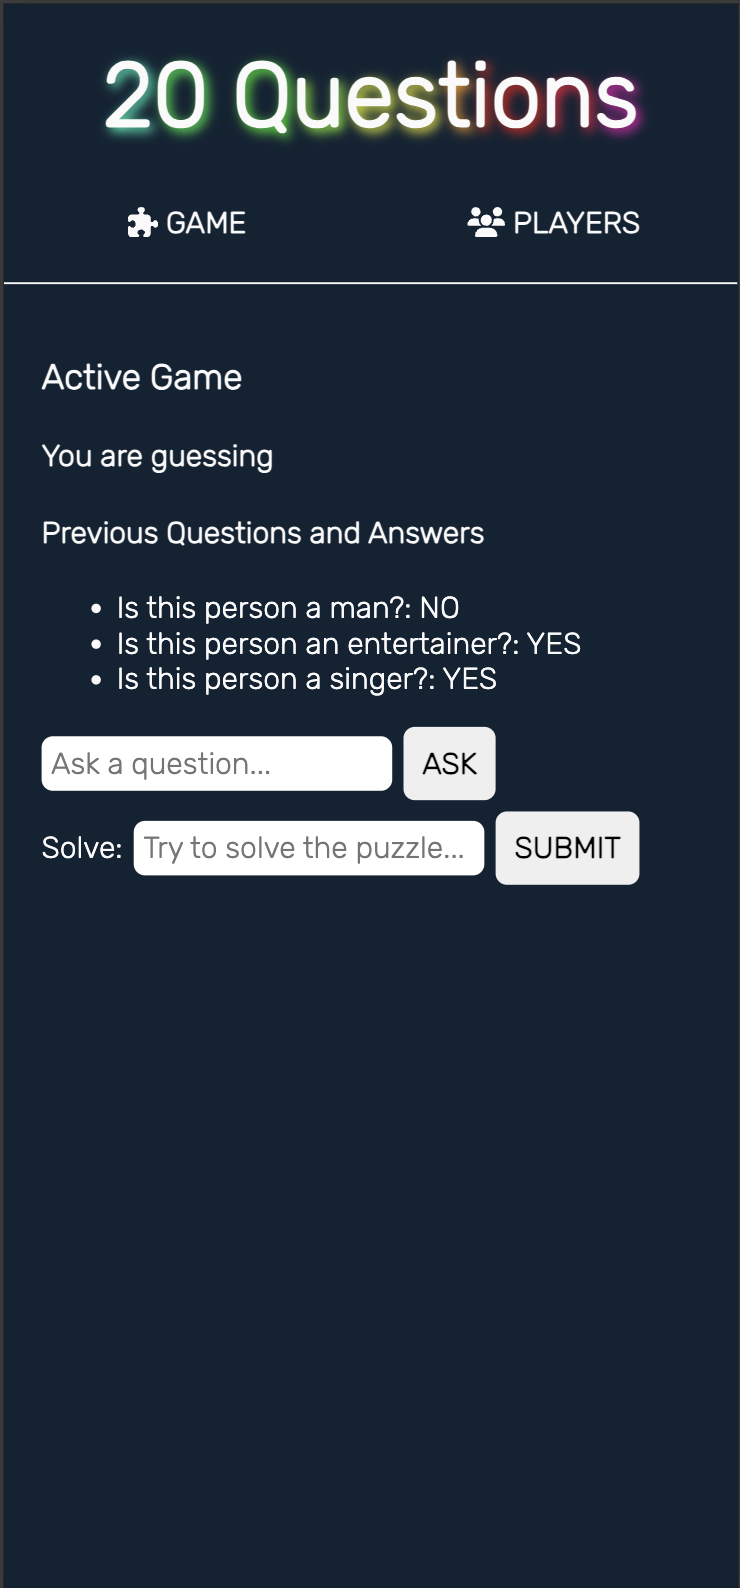 20 Questions
GAME PLAYERS
Active Game
You are guessing
Previous Questions and Answers
• Is this person a man?: NO
• Is this person an entertainer?: YES
• Is this person a singer?: YES
Ask a question... ASK
Solve: Try to solve the puzzle... SUBMIT